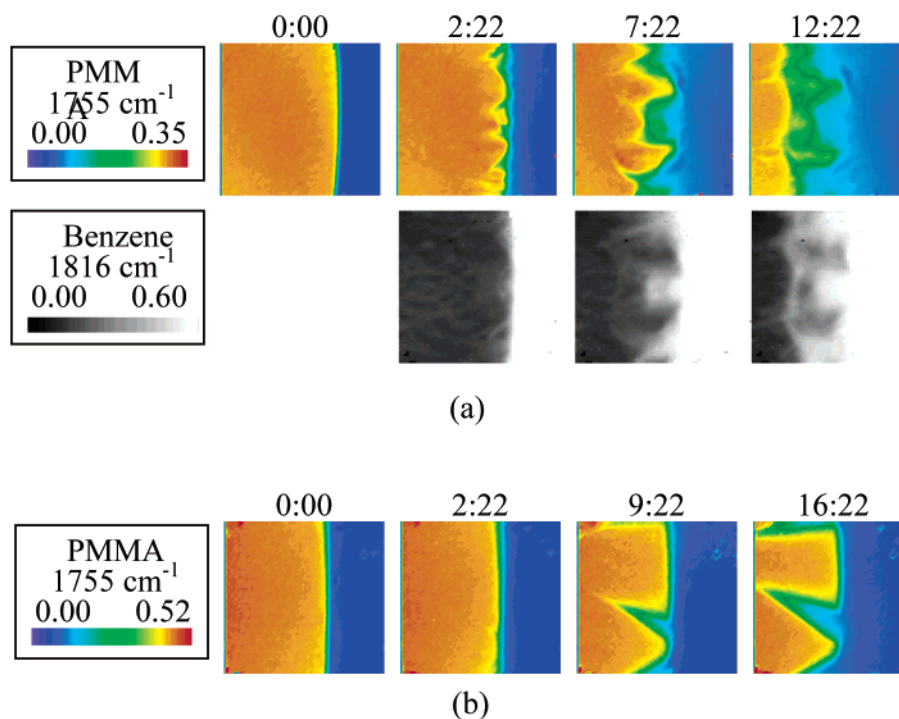 0:00 2:22 7:22 12:22
PMM
A
1755 cm⁻¹
0.00 0.35
Benzene
1816 cm⁻¹
0.00 0.60
(a)
0:00 2:22 9:22 16:22
PMMA
1755 cm⁻¹
0.00 0.52
(b)